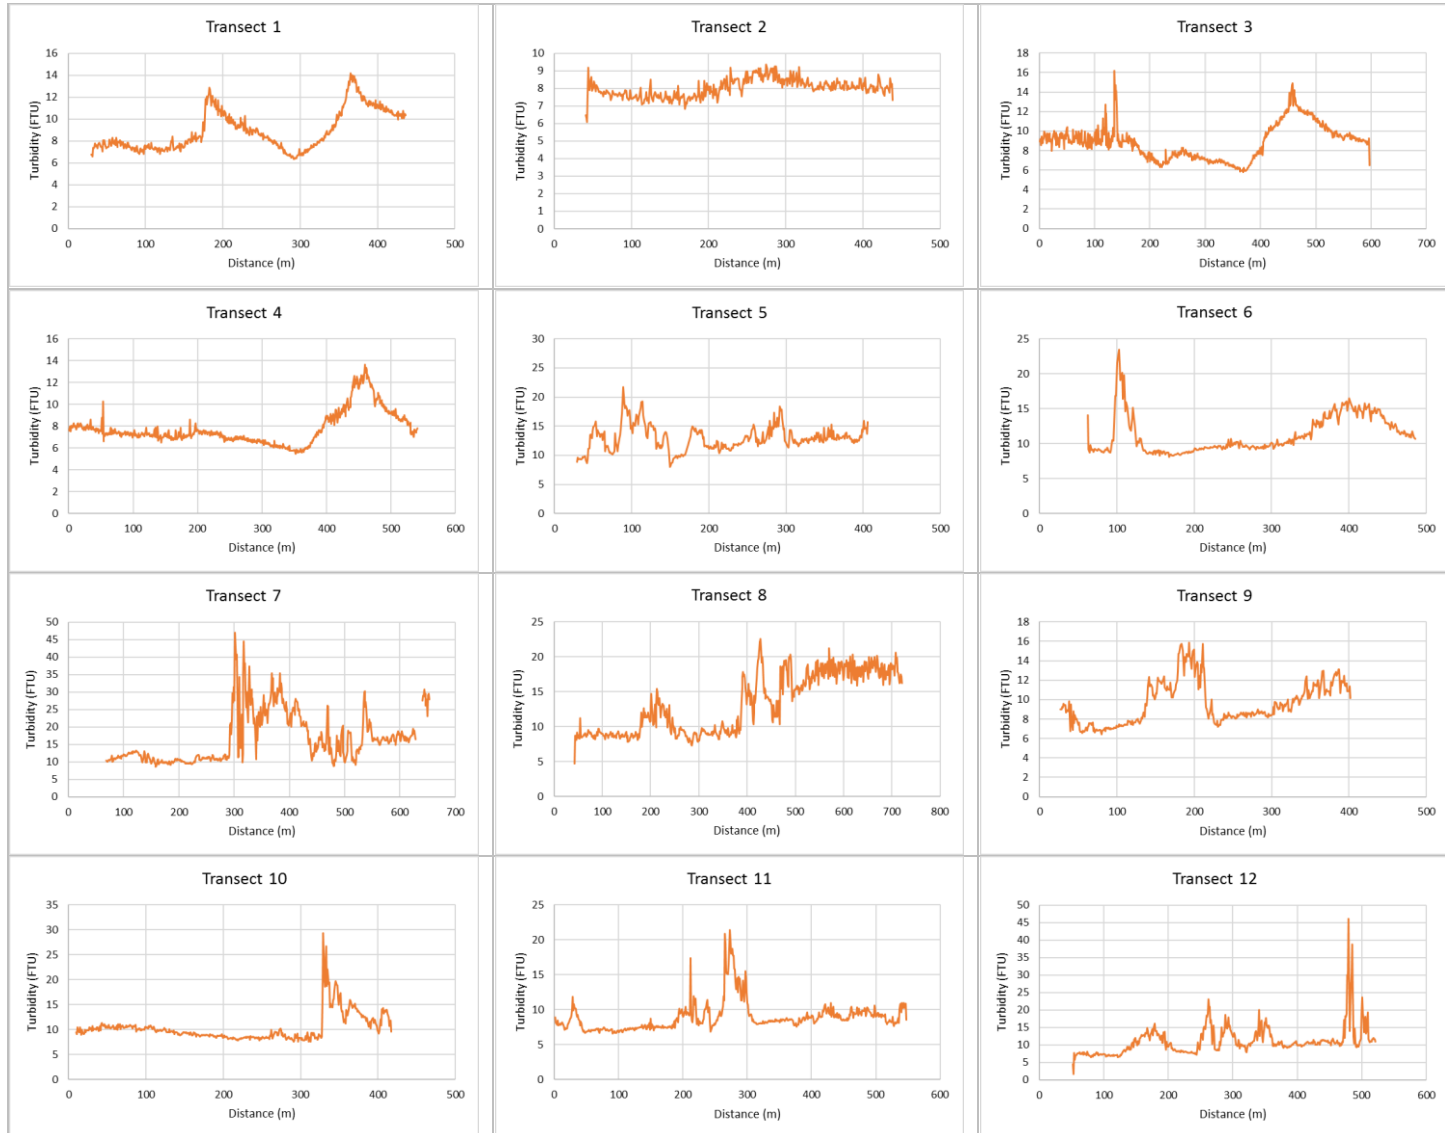 Transect 1
Turbidity (FTU)
16
14
12
10
8
6
4
2
0
0 100 200 300 400 500
Distance (m)
Transect 2
Turbidity (FTU)
10
9
8
7
6
5
4
3
2
1
0
0 100 200 300 400 500
Distance (m)
Transect 3
Turbidity (FTU)
18
16
14
12
10
8
6
4
2
0
0 100 200 300 400 500 600 700
Distance (m)
Transect 4
Turbidity (FTU)
16
14
12
10
8
6
4
2
0
0 100 200 300 400 500 600
Distance (m)
Transect 5
Turbidity (FTU)
30
25
20
15
10
5
0
0 100 200 300 400 500
Distance (m)
Transect 6
Turbidity (FTU)
25
20
15
10
5
0
0 100 200 300 400 500
Distance (m)
Transect 7
Turbidity (FTU)
50
45
40
35
30
25
20
15
10
5
0
0 100 200 300 400 500 600 700
Distance (m)
Transect 8
Turbidity (FTU)
25
20
15
10
5
0
0 100 200 300 400 500 600 700 800
Distance (m)
Transect 9
Turbidity (FTU)
18
16
14
12
10
8
6
4
2
0
0 100 200 300 400 500
Distance (m)
Transect 10
Turbidity (FTU)
35
30
25
20
15
10
5
0
0 100 200 300 400 500
Distance (m)
Transect 11
Turbidity (FTU)
25
20
15
10
5
0
0 100 200 300 400 500 600
Distance (m)
Transect 12
Turbidity (FTU)
50
45
40
35
30
25
20
15
10
5
0
0 100 200 300 400 500 600
Distance (m)